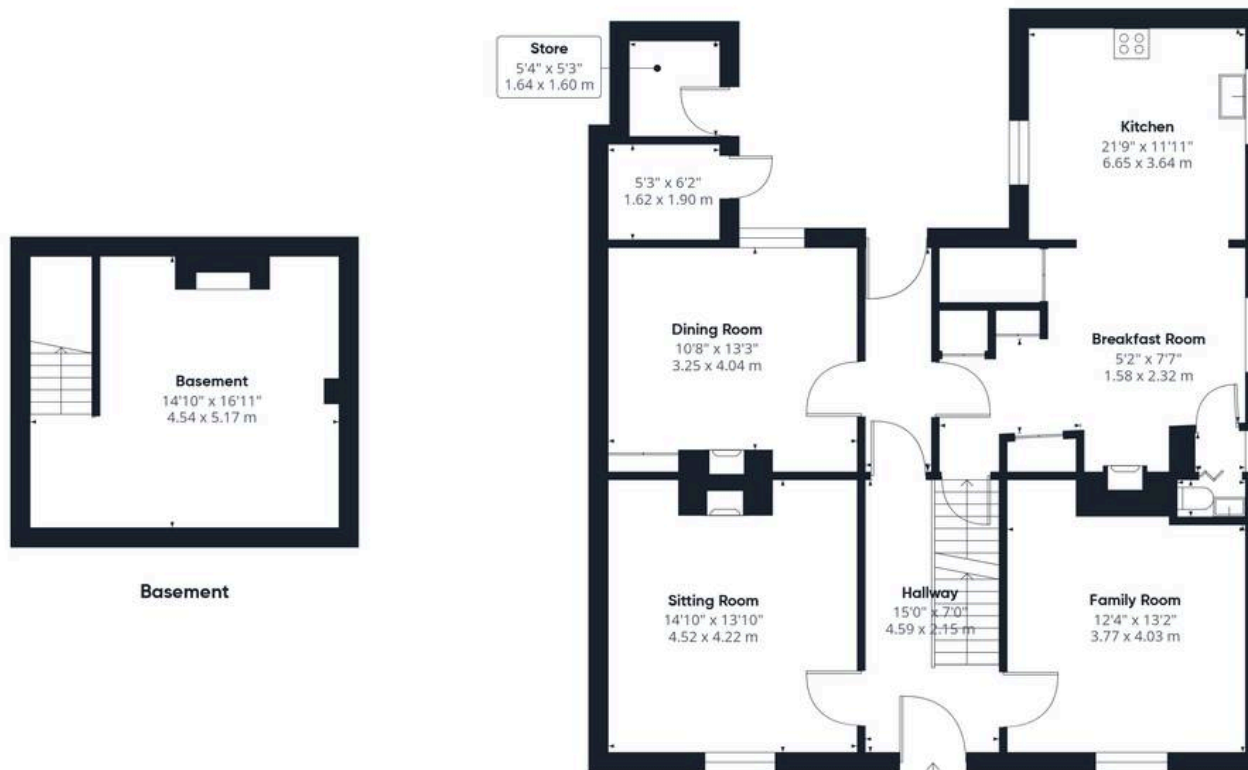 Store
5'4" x 5'3"
1.64 x 1.60 m
5'3" x 6'2"
1.62 x 1.90 m
Kitchen
21'9" x 11'11"
6.65 x 3.64 m
Dining Room
10'8" x 13'3"
3.25 x 4.04 m
Breakfast Room
5'2" x 7'7"
1.58 x 2.32 m
Basement
14'10" x 16'11"
4.54 x 5.17 m
Basement
Sitting Room
14'10" x 13'10"
4.52 x 4.22 m
Hallway
15'0" x 7'0"
4.59 x 2.15 m
Family Room
12'4" x 13'2"
3.77 x 4.03 m